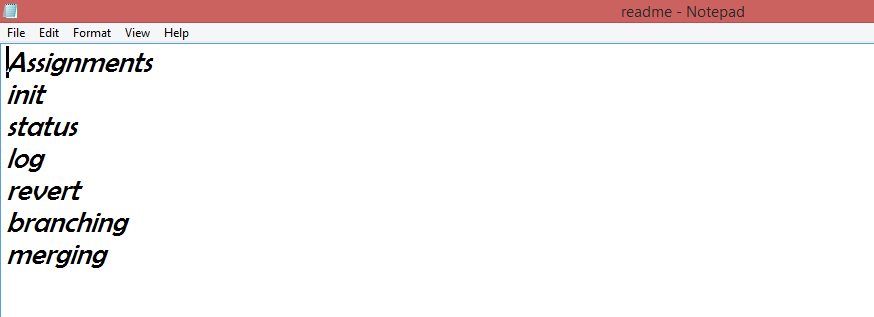 readme - Notepad
File Edit Format View Help
Assignments
init
status
log
revert
branching
merging